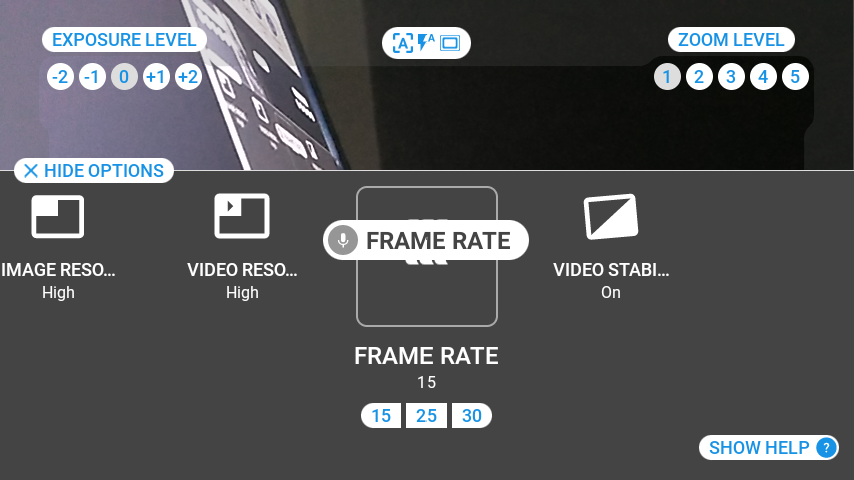 EXPOSURE LEVEL
-2 -1 0 +1 +2
A A
ZOOM LEVEL
1 2 3 4 5
HIDE OPTIONS
IMAGE RESO...
High
VIDEO RESO...
High
FRAME RATE
VIDEO STABI...
On
FRAME RATE
15
15 25 30
SHOW HELP ?